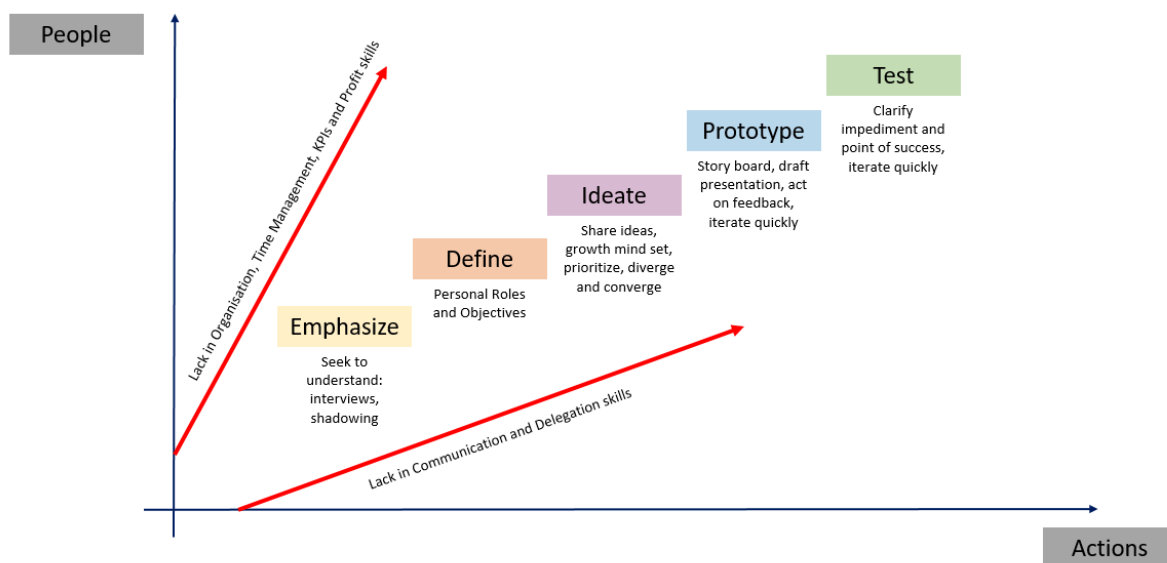 People
Lack in Organisation, Time Management, KPIs and Profit skills
Test
Clarify
impediment and
point of success,
iterate quickly
Prototype
Story board, draft
presentation, act
on feedback,
iterate quickly
Ideate
Share ideas,
growth mind set,
prioritize, diverge
and converge
Define
Personal Roles
and Objectives
Emphasize
Seek to
understand:
interviews,
shadowing
Lack in Communication and Delegation skills
Actions